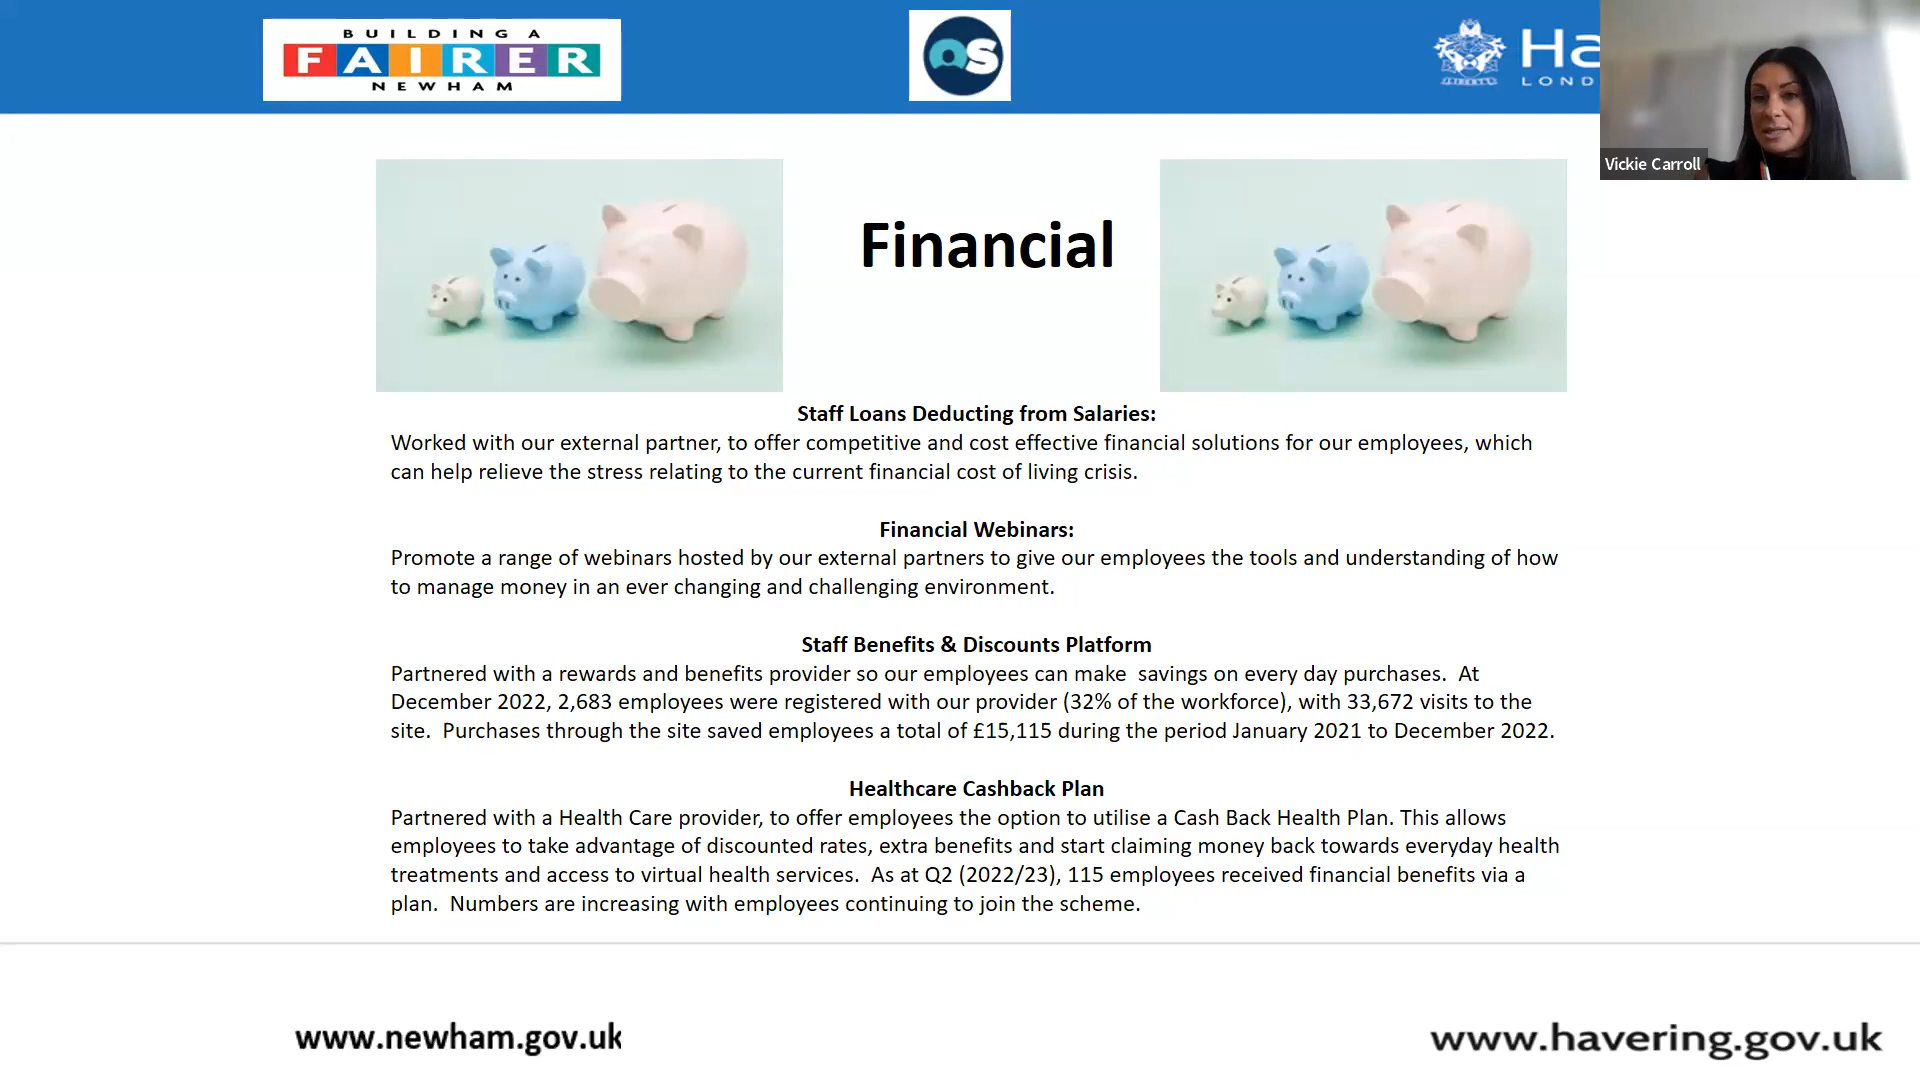 BUILDING A
FAIRER
NEWHAM
OS
Ha
LOND
Vickie Carroll
Financial
Staff Loans Deducting from Salaries:
Worked with our external partner, to offer competitive and cost effective financial solutions for our employees, which
can help relieve the stress relating to the current financial cost of living crisis.
Financial Webinars:
Promote a range of webinars hosted by our external partners to give our employees the tools and understanding of how
to manage money in an ever changing and challenging environment.
Staff Benefits & Discounts Platform
Partnered with a rewards and benefits provider so our employees can make  savings on every day purchases.  At
December 2022, 2,683 employees were registered with our provider (32% of the workforce), with 33,672 visits to the
site.  Purchases through the site saved employees a total of £15,115 during the period January 2021 to December 2022.
Healthcare Cashback Plan
Partnered with a Health Care provider, to offer employees the option to utilise a Cash Back Health Plan. This allows
employees to take advantage of discounted rates, extra benefits and start claiming money back towards everyday health
treatments and access to virtual health services.  As at Q2 (2022/23), 115 employees received financial benefits via a
plan.  Numbers are increasing with employees continuing to join the scheme.
www.newham.gov.uk
www.havering.gov.uk